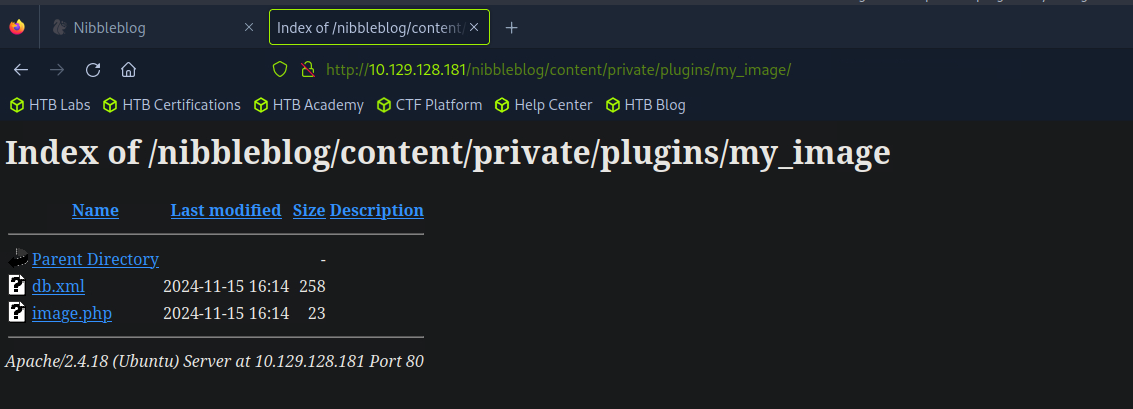 Nibbleblog
Index of /nibbleblog/content/
http://10.129.128.181/nibbleblog/content/private/plugins/my_image/
HTB Labs HTB Certifications HTB Academy CTF Platform Help Center HTB Blog
Index of /nibbleblog/content/private/plugins/my_image
Name Last modified Size Description
Parent Directory -
db.xml 2024-11-15 16:14 258
image.php 2024-11-15 16:14 23
Apache/2.4.18 (Ubuntu) Server at 10.129.128.181 Port 80